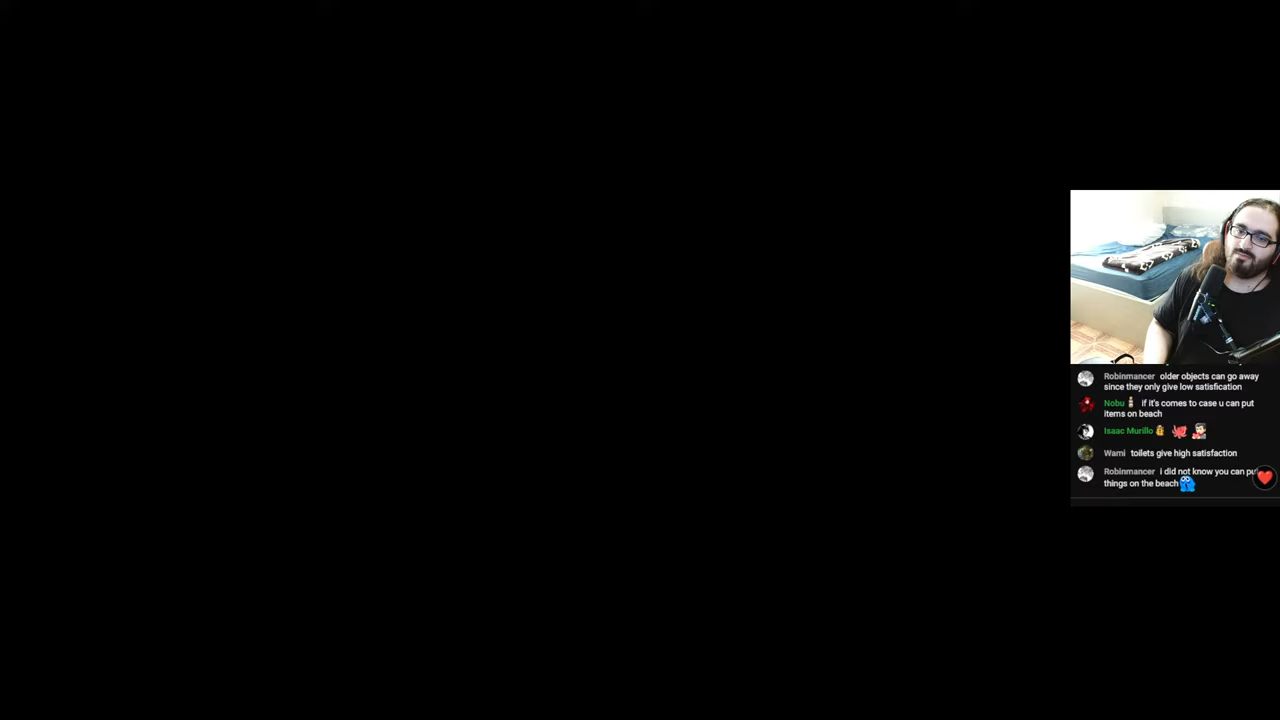 Robinmancer older objects can go away
since they only give low satisfication
Nobu if it's comes to case u can put
items on beach
Isaac Murillo
Wami toilets give high satisfaction
Robinmancer i did not know you can pu
things on the beach